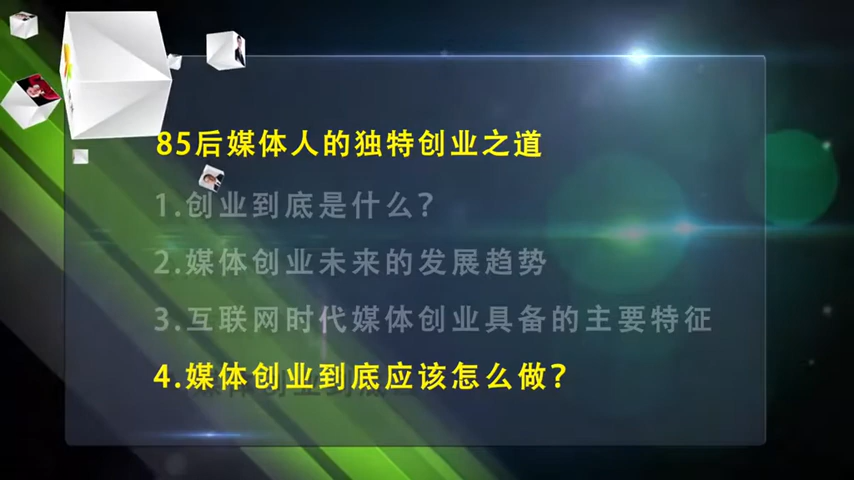 85后媒体人的独特创业之道
1.创业到底是什么?
2.媒体创业未来的发展趋势
3.互联网时代媒体创业具备的主要特征
4.媒体创业到底应该怎么做?